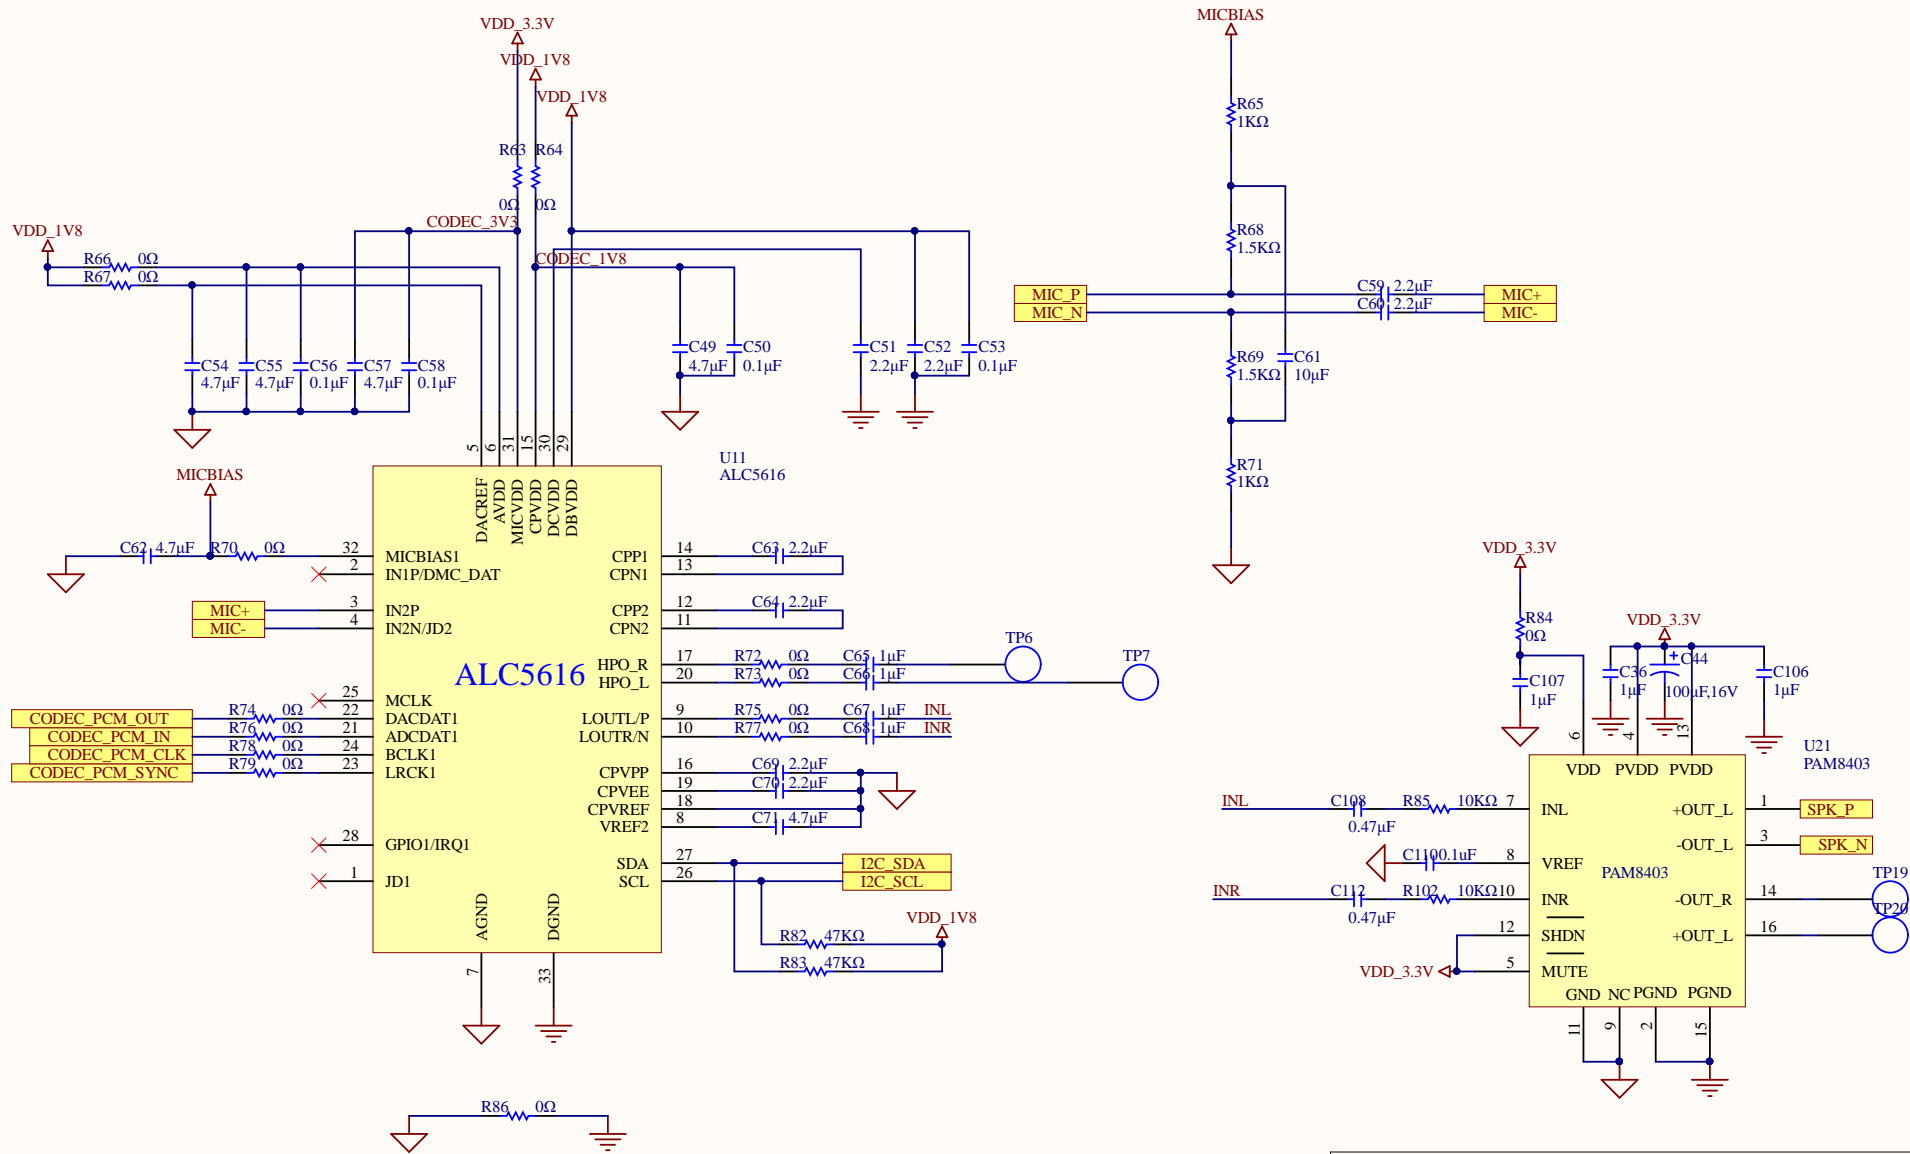 VDD_3.3V
VDD_1V8
VDD_1V8
R63 R64
0Ω 0Ω
CODEC_3V3
CODEC_1V8
VDD_1V8
R66 0Ω
R67 0Ω
C54
4.7µF
C55
4.7µF
C56
0.1µF
C57
4.7µF
C58
0.1µF
C49
4.7µF
C50
0.1µF
C51
2.2µF
C52
2.2µF
C53
0.1µF
MICBIAS
R65
1KΩ
R68
1.5KΩ
MIC_P
MIC_N
C59 2.2µF
C60 2.2µF
MIC+
MIC-
R69
1.5KΩ
C61
10µF
R71
1KΩ
5 6 31 15 30 29
U11
ALC5616
DACREF
AVDD
MICVDD
CPVDD
DCVDD
DBVDD
MICBIAS
C62 4.7µF R70 0Ω 32 MICBIAS1
2 IN1P/DMC_DAT
MIC+ 3 IN2P
MIC- 4 IN2N/JD2
ALC5616
25 MCLK
CODEC_PCM_OUT R74 0Ω 22 DACDAT1
CODEC_PCM_IN R76 0Ω 21 ADCDAT1
CODEC_PCM_CLK R78 0Ω 24 BCLK1
CODEC_PCM_SYNC R79 0Ω 23 LRCK1
28 GPIO1/IRQ1
1 JD1
AGND
DGND
7
33
CPP1 14 C63 2.2µF
CPN1 13
CPP2 12 C64 2.2µF
CPN2 11
HPO_R 17 R72 0Ω C65 1µF TP6
HPO_L 20 R73 0Ω C66 1µF TP7
LOUTL/P 9 R75 0Ω C67 1µF INL
LOUTR/N 10 R77 0Ω C68 1µF INR
CPVPP 16 C69 2.2µF
CPVEE 19 C70 2.2µF
CPVREF 18
VREF2 8 C71 4.7µF
SDA 27 I2C_SDA
SCL 26 I2C_SCL
VDD_1V8
R82 47KΩ
R83 47KΩ
R86 0Ω
VDD_3.3V
R84
0Ω
C107
1µF
VDD_3.3V
C36
1µF
+ C44
100µF,16V
C106
1µF
6 4 13
U21
PAM8403
VDD PVDD PVDD
INL C108 R85 10KΩ 7 INL
0.47µF
C110 0.1uF 8 VREF
PAM8403
INR C112 R102 10KΩ 10 INR
0.47µF
12 SHDN
VDD_3.3V 5 MUTE
+OUT_L 1 SPK_P
-OUT_L 3 SPK_N
-OUT_R 14 TP19
+OUT_L 16 TP20
GND NC PGND PGND
11 9 2 15